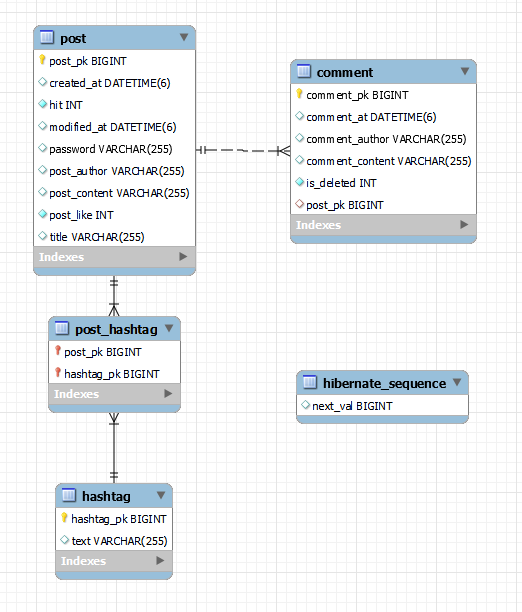 post
post_pk BIGINT
created_at DATETIME(6)
hit INT
modified_at DATETIME(6)
password VARCHAR(255)
post_author VARCHAR(255)
post_content VARCHAR(255)
post_like INT
title VARCHAR(255)
Indexes
comment
comment_pk BIGINT
comment_at DATETIME(6)
comment_author VARCHAR(255)
comment_content VARCHAR(255)
is_deleted INT
post_pk BIGINT
Indexes
post_hashtag
post_pk BIGINT
hashtag_pk BIGINT
Indexes
hibernate_sequence
next_val BIGINT
hashtag
hashtag_pk BIGINT
text VARCHAR(255)
Indexes